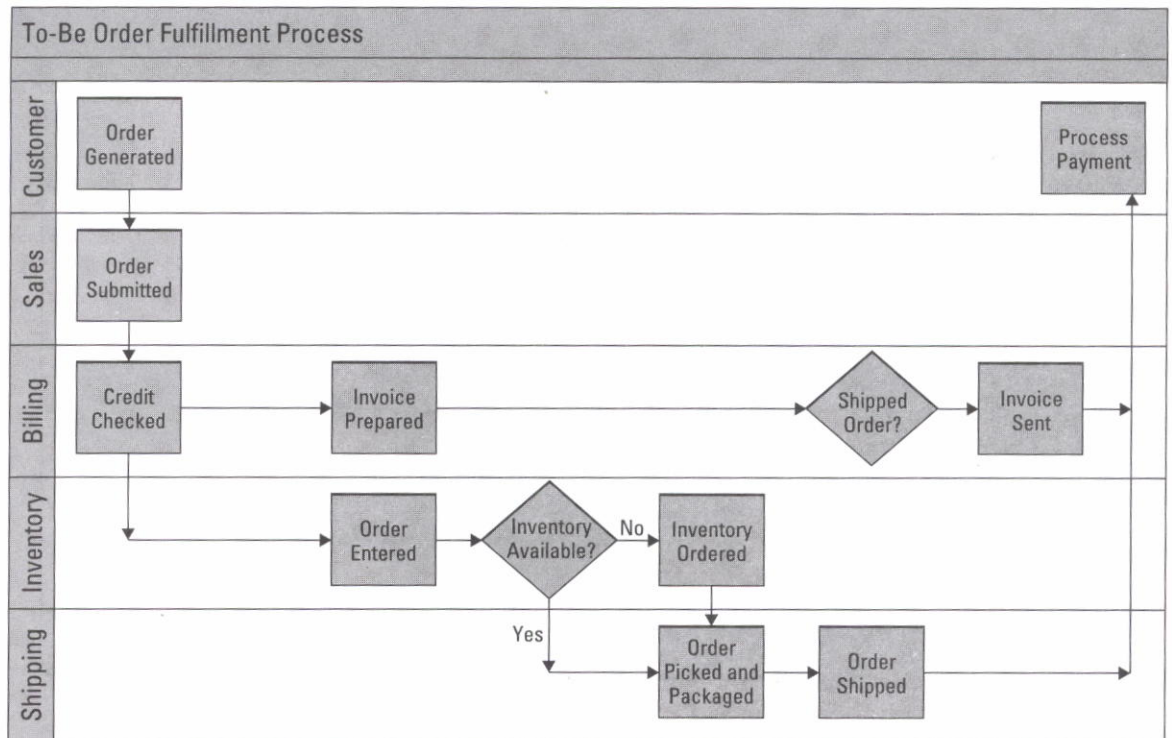 To-Be Order Fulfillment Process
Customer
Order
Generated
Process
Payment
Sales
Order
Submitted
Billing
Credit
Checked
Invoice
Prepared
Shipped
Order?
Invoice
Sent
Inventory
Order
Entered
Inventory
Available?
No
Inventory
Ordered
Shipping
Yes
Order
Picked and
Packaged
Order
Shipped